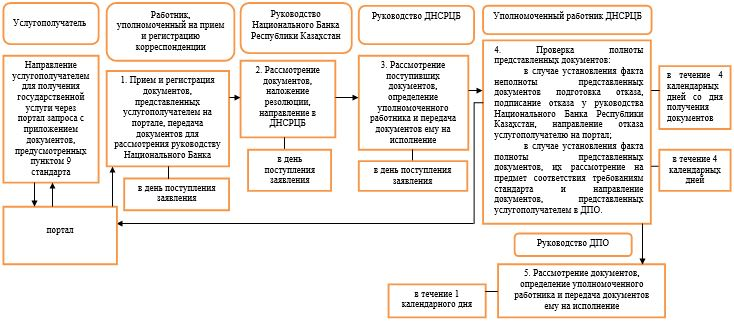 Услугополучатель
Работник,
уполномоченный на прием
и регистрацию
корреспонденции
Руководство
Национального Банка
Республики Казахстан
Руководство ДНСРЦБ
Уполномоченный работник ДНСРЦБ
Направление
услугополучателем
для получения
государственной
услуги через
портал запроса с
приложением
документов,
предусмотренных
пунктом 9
стандарта
1. Прием и регистрация
документов,
представленных
услугополучателем на
портале, передача
документов для
рассмотрения руководству
Национального Банка
в день поступления
заявления
2. Рассмотрение
документов,
наложение
резолюции,
направление в
ДНСРЦБ
в день
поступления
заявления
3. Рассмотрение
поступивших
документов,
определение
уполномоченного
работника и передача
документов ему на
исполнение
в день поступления
заявления
4. Проверка полноты
представленных документов:
в случае установления факта
неполноты представленных
документов подготовка отказа,
подписание отказа у руководства
Национального Банка Республики
Казахстан, направление отказа
услугополучателю на портал;
в случае установления факта
полноты представленных
документов, их рассмотрение на
предмет соответствия требованиям
стандарта и направление
документов, представленных
услугополучателем в ДПО.
в течение 4
календарных
дней со дня
получения
документов
в течение 4
календарных
дней
портал
Руководство ДПО
5. Рассмотрение документов,
определение уполномоченного
работника и передача документов
ему на исполнение
в течение 1
календарного дня